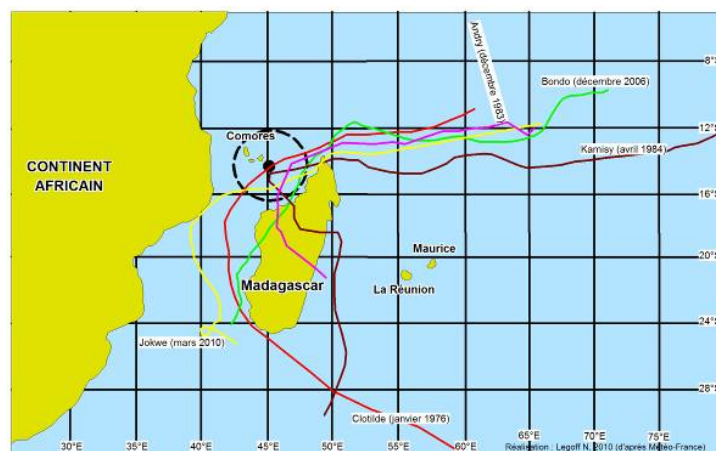 Andry (décembre 1983)
8°S
Bondo (décembre 2006)
Comores
12°S
Kamisy (avril 1984)
CONTINENT
AFRICAIN
16°S
Maurice
20°S
Madagascar
La Réunion
24°S
Jokwe (mars 2010)
28°S
Clotilde (janvier 1976)
30°E
35°E
40°E
45°E
50°E
55°E
60°E
65°E
70°E
75°E
Réalisation : Legoff N, 2010 (d'après Météo-France)